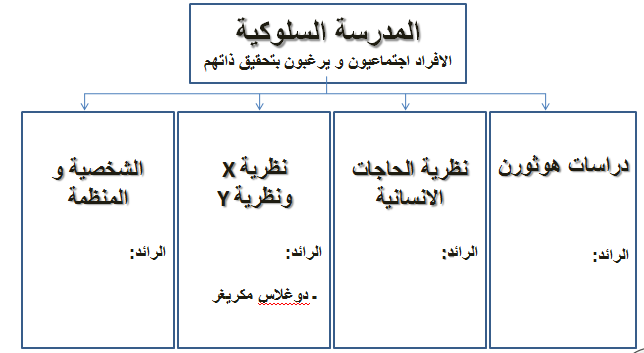 المدرسة السلوكية
الافراد اجتماعيون و يرغبون بتحقيق ذاتهم
دراسات هوثورن
الرائد:
نظرية الحاجات
الانسانية
الرائد:
نظرية X
ونظرية Y
الرائد:
- دوغلاس مكريغر
الشخصية و
المنظمة
الرائد: